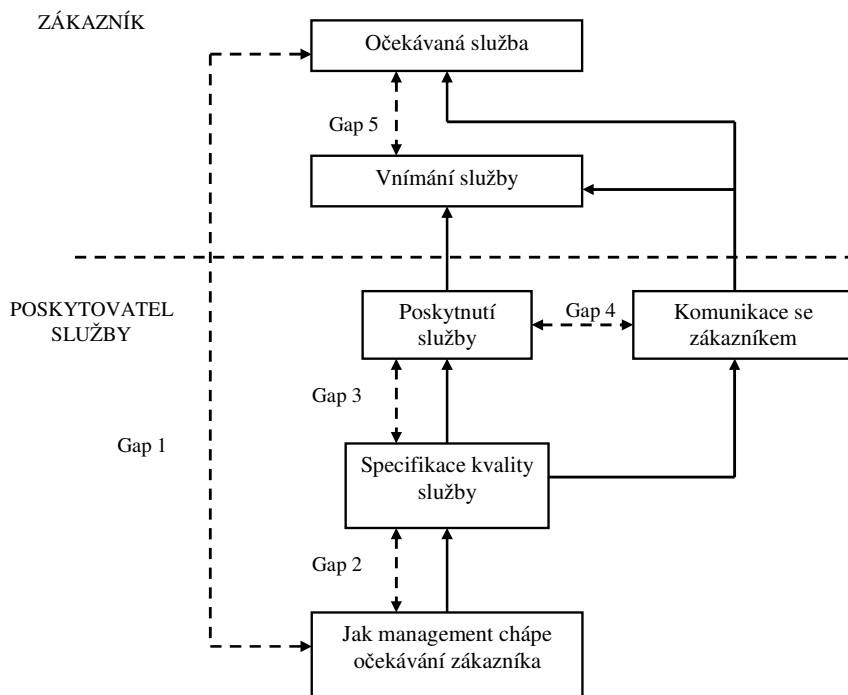 ZÁKAZNÍK
Očekávaná služba
Gap 5
Vnímání služby
POSKYTOVATEL
SLUŽBY
Poskytnutí
služby
Gap 4
Komunikace se
zákazníkem
Gap 3
Gap 1
Specifikace kvality
služby
Gap 2
Jak management chápe
očekávání zákazníka